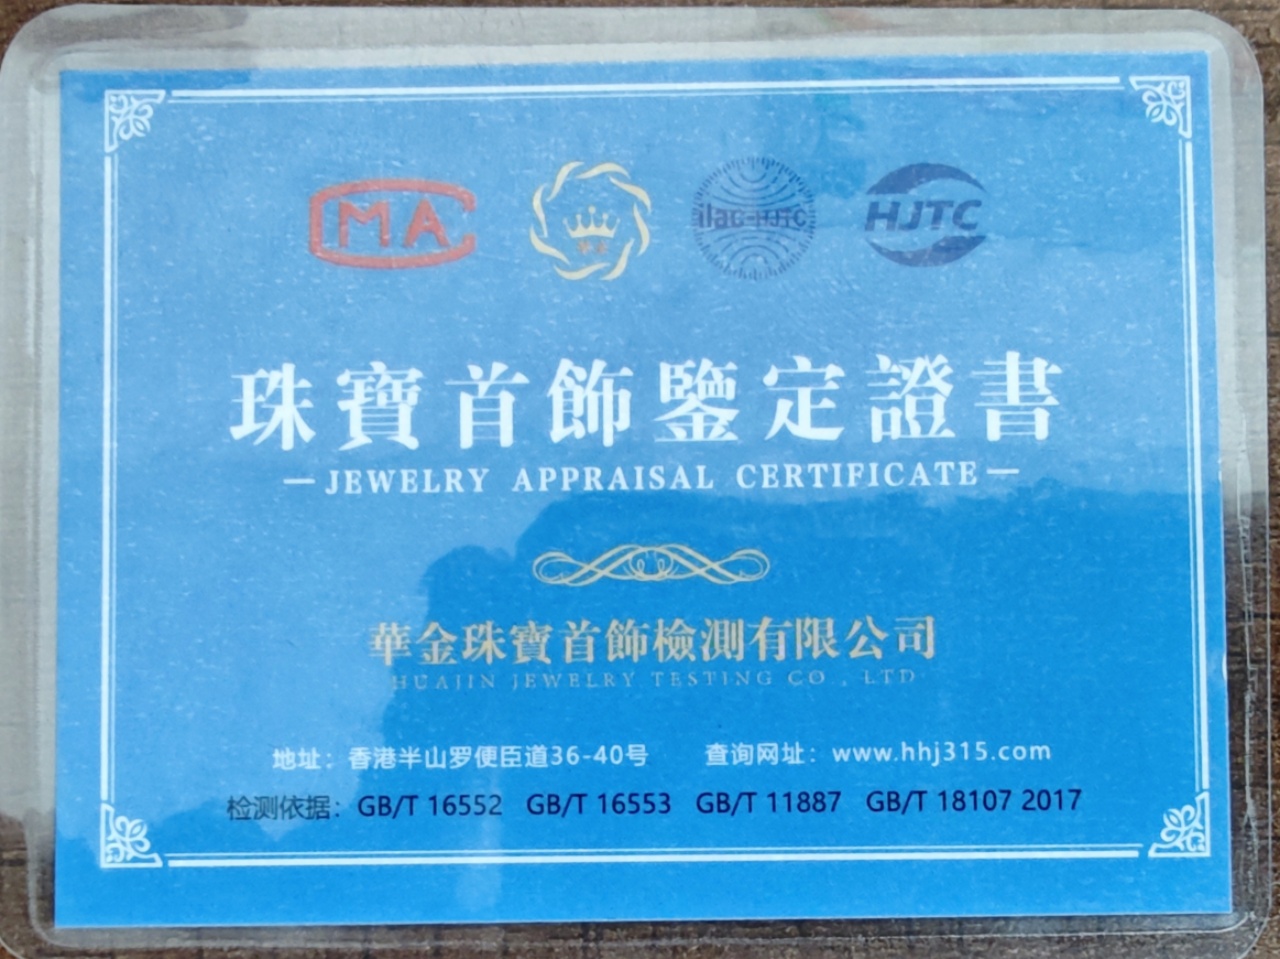 CMA
ilac-HJTC
HJTC
珠寶首飾鑒定證書
JEWELRY APPRAISAL CERTIFICATE
華金珠寶首飾檢測有限公司
HUAJIN JEWELRY TESTING CO , LTD
地址：香港半山罗便臣道36-40号 查询网址：www.hhj315.com
检测依据：GB/T 16552 GB/T 16553 GB/T 11887 GB/T 18107 2017